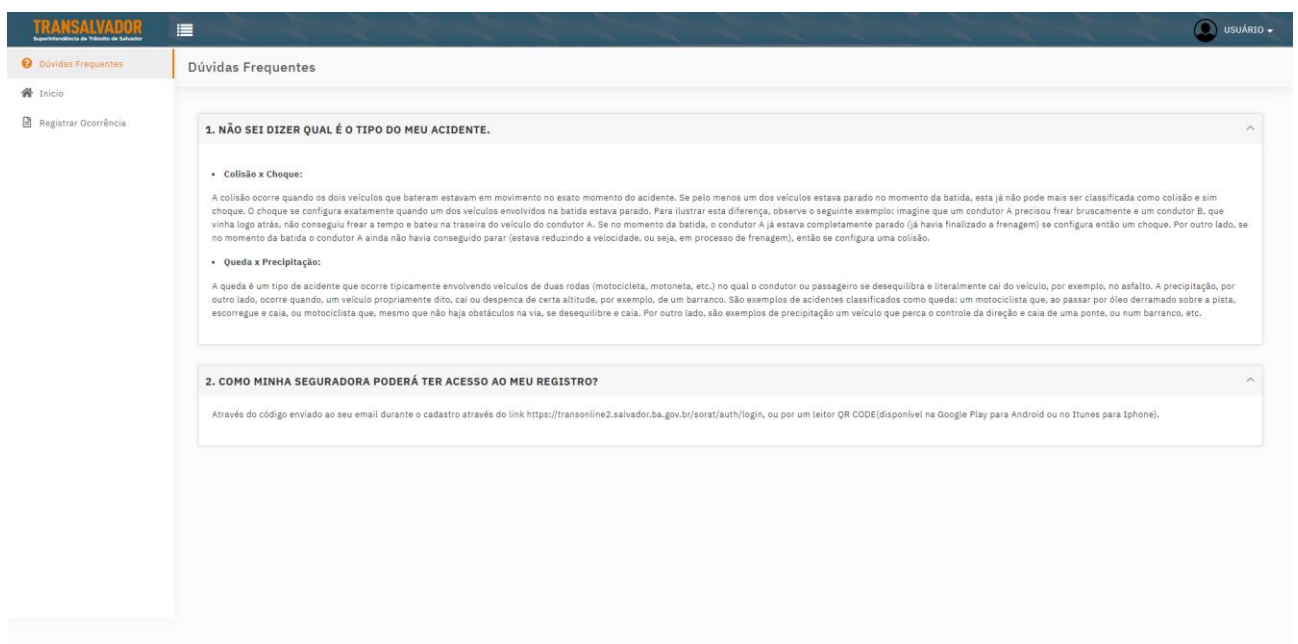 TRANSALVADOR
Superintendência de Trânsito de Salvador
USUÁRIO
Dúvidas Frequentes
Inicio
Registrar Ocorrência
Dúvidas Frequentes
1. NÃO SEI DIZER QUAL É O TIPO DO MEU ACIDENTE.
• Colisão x Choque:
A colisão ocorre quando os dois veículos que bateram estavam em movimento no exato momento do acidente. Se pelo menos um dos veículos estava parado no momento da batida, esta já não pode mais ser classificada como colisão e sim
choque. O choque se configura exatamente quando um dos veículos envolvidos na batida estava parado. Para ilustrar esta diferença, observe o seguinte exemplo: imagine que um condutor A precisou frear bruscamente e um condutor B, que
vinha logo atrás, não conseguiu frear a tempo e bateu na traseira do veículo do condutor A. Se no momento da batida, o condutor A já estava completamente parado (já havia finalizado a frenagem) se configura então um choque. Por outro lado, se
no momento da batida o condutor A ainda não havia conseguido parar (estava reduzindo a velocidade, ou seja, em processo de frenagem), então se configura uma colisão.
• Queda x Precipitação:
A queda é um tipo de acidente que ocorre tipicamente envolvendo veículos de duas rodas (motocicleta, motoneta, etc.) no qual o condutor ou passageiro se desequilibra e literalmente cai do veículo, por exemplo, no asfalto. A precipitação, por
outro lado, ocorre quando, um veículo propriamente dito, cai ou despenca de certa altitude, por exemplo, de um barranco. São exemplos de acidentes classificados como queda: um motociclista que, ao passar por óleo derramado sobre a pista,
escorregue e caia, ou motociclista que, mesmo que não haja obstáculos na via, se desequilibre e caia. Por outro lado, são exemplos de precipitação um veículo que perca o controle da direção e caia de uma ponte, ou num barranco, etc.
2. COMO MINHA SEGURADORA PODERÁ TER ACESSO AO MEU REGISTRO?
Através do código enviado ao seu email durante o cadastro através do link https://transonline2.salvador.ba.gov.br/sorat/auth/login, ou por um leitor QR CODE(disponível na Google Play para Android ou no Itunes para Iphone).